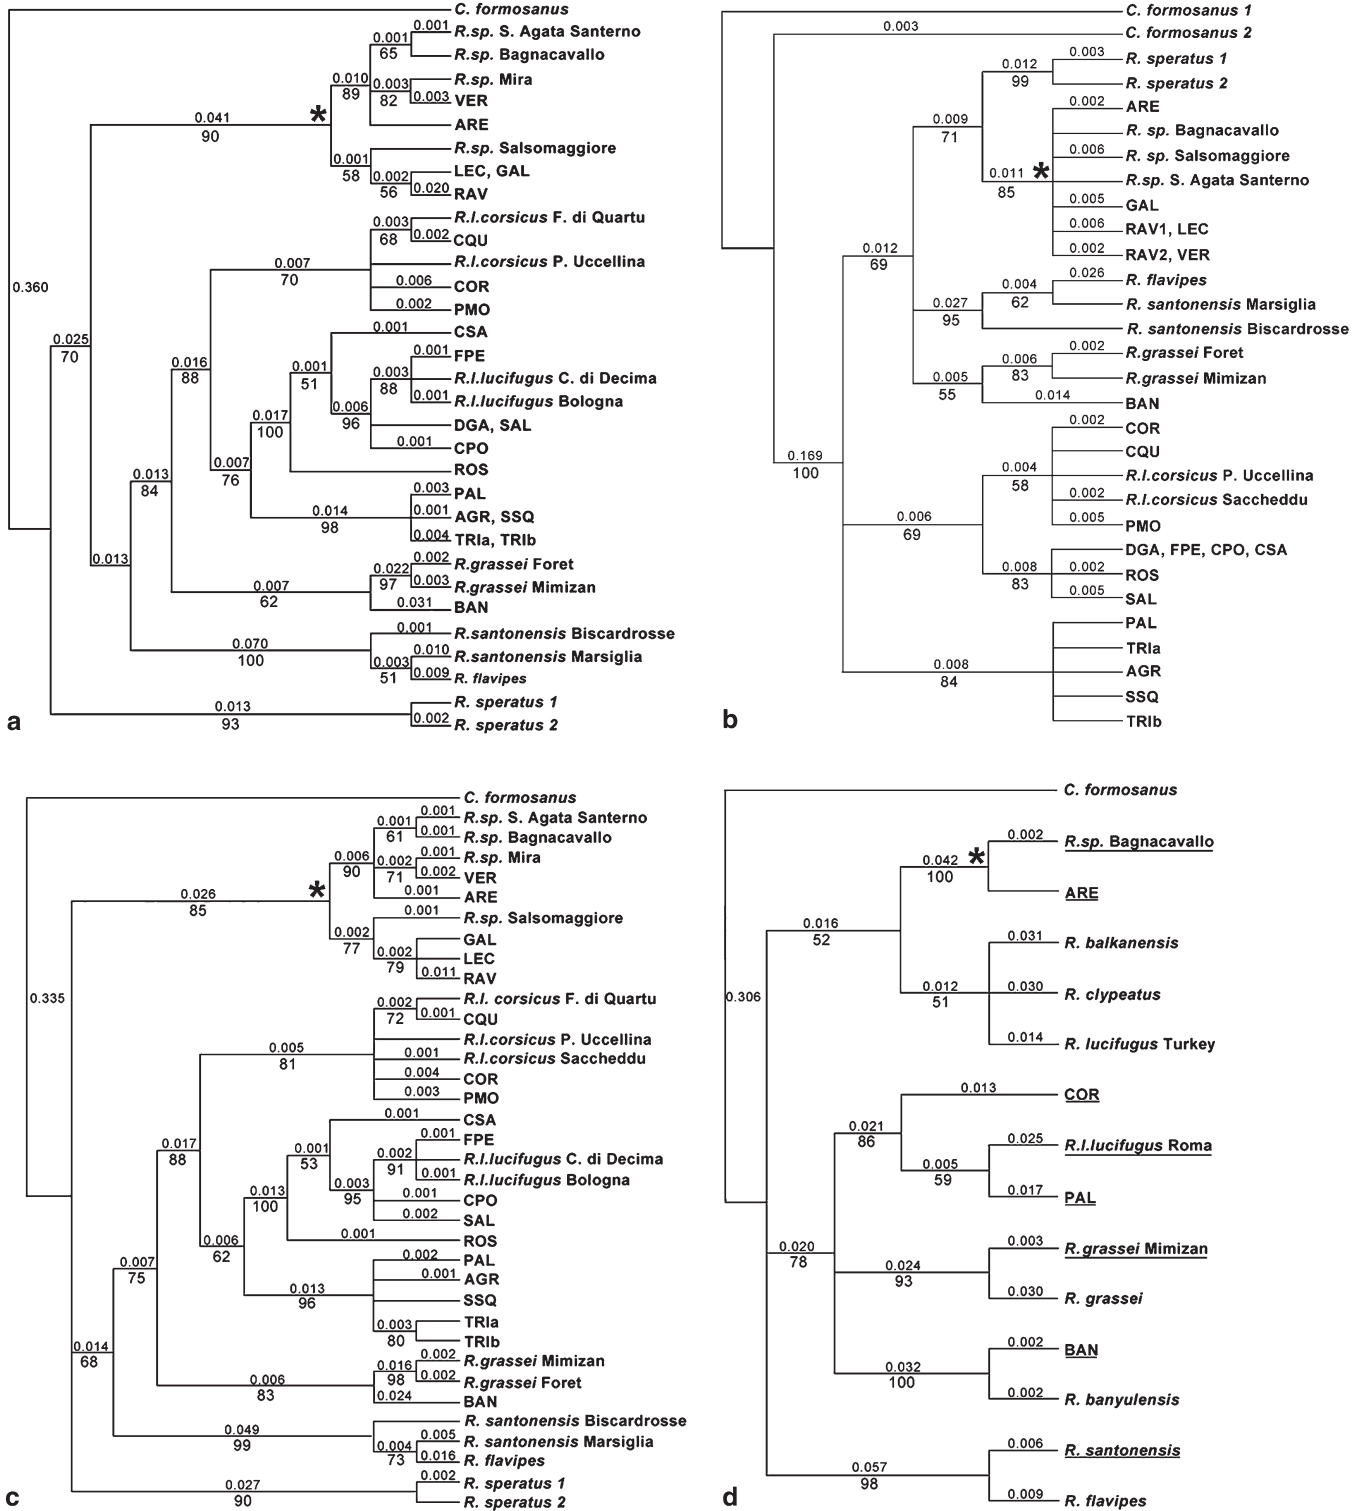 C. formosanus
0.001
R.sp. S. Agata Santerno
0.001
65
R.sp. Bagnacavallo
0.010
89
0.003
82
R.sp. Mira
0.003
VER
ARE
0.041
90
*
0.001
58
R.sp. Salsomaggiore
0.002
56
LEC, GAL
0.020
RAV
0.003
68
R.l.corsicus F. di Quartu
0.002
CQU
0.007
70
R.l.corsicus P. Uccellina
0.006
COR
0.002
PMO
0.360
0.025
70
0.016
88
0.001
CSA
0.001
51
0.001
FPE
0.003
88
R.l.lucifugus C. di Decima
0.001
R.l.lucifugus Bologna
0.006
96
DGA, SAL
0.001
CPO
0.017
100
ROS
0.007
76
0.013
84
0.003
PAL
0.014
98
0.001
AGR, SSQ
0.004
TRIa, TRIb
0.013
0.002
R.grassei Foret
0.022
97
0.003
R.grassei Mimizan
0.007
62
0.031
BAN
0.001
R.santonensis Biscardrosse
0.070
100
0.010
R.santonensis Marsiglia
0.003
51
0.009
R. flavipes
R. speratus 1
0.013
93
0.002
R. speratus 2
a
C. formosanus 1
0.003
C. formosanus 2
0.003
R. speratus 1
0.012
99
R. speratus 2
0.009
71
0.002
ARE
R. sp. Bagnacavallo
0.006
R. sp. Salsomaggiore
0.011
85
*
R.sp. S. Agata Santerno
0.005
GAL
0.006
RAV1, LEC
0.002
RAV2, VER
0.012
69
0.026
R. flavipes
0.004
62
R. santonensis Marsiglia
0.027
95
R. santonensis Biscardrosse
0.002
R.grassei Foret
0.006
83
R.grassei Mimizan
0.005
55
0.014
BAN
0.169
100
0.002
COR
CQU
0.004
58
R.l.corsicus P. Uccellina
0.002
R.l.corsicus Saccheddu
0.005
PMO
0.006
69
DGA, FPE, CPO, CSA
0.008
83
0.002
ROS
0.005
SAL
PAL
TRIa
0.008
84
AGR
SSQ
TRIb
b
C. formosanus
0.001
R.sp. S. Agata Santerno
0.001
61
0.001
R.sp. Bagnacavallo
0.006
90
0.001
R.sp. Mira
0.002
71
0.002
VER
0.001
ARE
0.026
85
*
0.001
R.sp. Salsomaggiore
0.002
77
GAL
0.002
79
LEC
0.011
RAV
0.335
0.002
72
R.l. corsicus F. di Quartu
0.001
CQU
0.005
81
R.l.corsicus P. Uccellina
0.001
R.l.corsicus Saccheddu
0.004
COR
0.003
PMO
0.017
88
0.001
CSA
0.001
53
0.001
FPE
0.002
91
R.l.lucifugus C. di Decima
0.001
R.l.lucifugus Bologna
0.003
95
0.001
CPO
0.002
SAL
0.013
100
0.001
ROS
0.006
62
0.002
PAL
0.001
AGR
0.013
96
SSQ
0.003
80
TRIa
TRIb
0.007
75
0.002
R.grassei Mimizan
0.016
98
0.002
R.grassei Foret
0.006
83
0.024
BAN
0.014
68
R. santonensis Biscardrosse
0.049
99
0.005
R. santonensis Marsiglia
0.004
73
0.016
R. flavipes
0.002
R. speratus 1
0.027
90
R. speratus 2
c
C. formosanus
0.002
R.sp. Bagnacavallo
0.042
100
*
ARE
0.016
52
0.031
R. balkanensis
0.012
51
0.030
R. clypeatus
0.014
R. lucifugus Turkey
0.306
0.013
COR
0.021
86
0.025
R.l.lucifugus Roma
0.005
59
0.017
PAL
0.020
78
0.003
R.grassei Mimizan
0.024
93
0.030
R. grassei
0.002
BAN
0.032
100
0.002
R. banyulensis
0.006
R. santonensis
0.057
98
0.009
R. flavipes
d